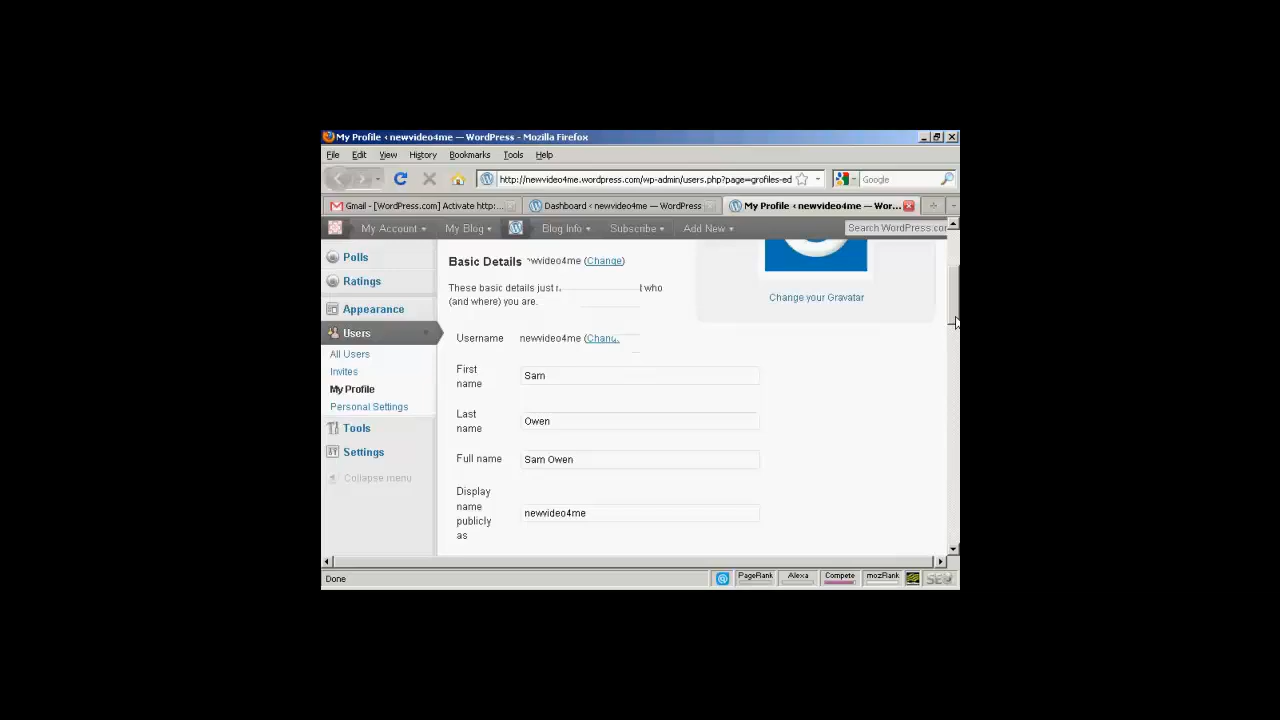 My Profile ‹ newvideo4me — WordPress - Mozilla Firefox
File Edit View History Bookmarks Tools Help
http://newvideo4me.wordpress.com/wp-admin/users.php?page=grofiles-ed Google
Gmail - [WordPress.com] Activate http:... Dashboard ‹ newvideo4me — WordPress My Profile ‹ newvideo4me — Wor...
My Account My Blog Blog Info Subscribe Add New Search WordPress.com
Polls
Ratings
Appearance
Users
All Users
Invites
My Profile
Personal Settings
Tools
Settings
Collapse menu
Basic Details wvideo4me (Change)
These basic details just t who
(and where) you are.
Username newvideo4me (Chang
First
name
Sam
Last
name
Owen
Full name Sam Owen
Display
name
publicly
as
newvideo4me
Change your Gravatar
Done PageRank Alexa Compete mozRank SEO